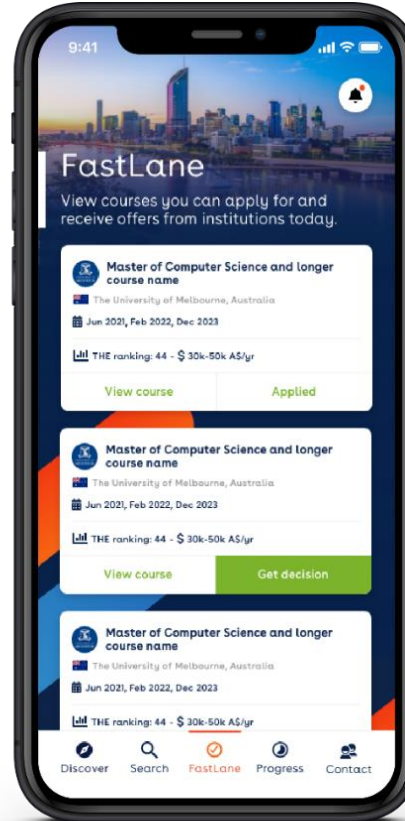 9:41
FastLane
View courses you can apply for and
receive offers from institutions today.
Master of Computer Science and longer
course name
The University of Melbourne, Australia
Jun 2021, Feb 2022, Dec 2023
THE ranking: 44 - $ 30k-50k A$/yr
View course
Applied
Master of Computer Science and longer
course name
The University of Melbourne, Australia
Jun 2021, Feb 2022, Dec 2023
THE ranking: 44 - $ 30k-50k A$/yr
View course
Get decision
Master of Computer Science and longer
course name
The University of Melbourne, Australia
Jun 2021, Feb 2022, Dec 2023
THE ranking: 44 - $ 30k-50k A$/yr
Discover
Search
FastLane
Progress
Contact